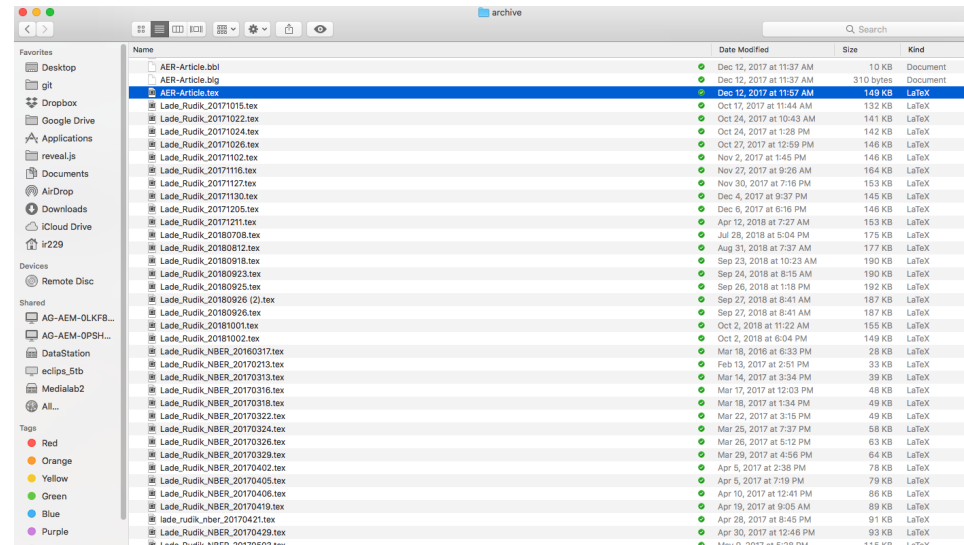 archive
Search
Favorites
Desktop
git
Dropbox
Google Drive
Applications
reveal.js
Documents
AirDrop
Downloads
iCloud Drive
ir229
Devices
Remote Disc
Shared
AG-AEM-0LKF8...
AG-AEM-0PSH...
DataStation
eclips_5tb
Medialab2
All...
Tags
Red
Orange
Yellow
Green
Blue
Purple
Name Date Modified Size Kind
AER-Article.bbl Dec 12, 2017 at 11:37 AM 10 KB Document
AER-Article.blg Dec 12, 2017 at 11:37 AM 310 bytes Document
AER-Article.tex Dec 12, 2017 at 11:57 AM 149 KB LaTeX
Lade_Rudik_20171015.tex Oct 17, 2017 at 11:44 AM 132 KB LaTeX
Lade_Rudik_20171022.tex Oct 24, 2017 at 10:43 AM 141 KB LaTeX
Lade_Rudik_20171024.tex Oct 24, 2017 at 1:28 PM 142 KB LaTeX
Lade_Rudik_20171026.tex Oct 27, 2017 at 12:59 PM 146 KB LaTeX
Lade_Rudik_20171102.tex Nov 2, 2017 at 1:45 PM 146 KB LaTeX
Lade_Rudik_20171116.tex Nov 27, 2017 at 9:26 AM 164 KB LaTeX
Lade_Rudik_20171127.tex Nov 30, 2017 at 7:16 PM 153 KB LaTeX
Lade_Rudik_20171130.tex Dec 4, 2017 at 9:37 PM 145 KB LaTeX
Lade_Rudik_20171205.tex Dec 6, 2017 at 6:16 PM 146 KB LaTeX
Lade_Rudik_20171211.tex Apr 12, 2018 at 7:27 AM 153 KB LaTeX
Lade_Rudik_20180708.tex Jul 28, 2018 at 5:04 PM 175 KB LaTeX
Lade_Rudik_20180812.tex Aug 31, 2018 at 7:37 AM 177 KB LaTeX
Lade_Rudik_20180918.tex Sep 23, 2018 at 10:23 AM 190 KB LaTeX
Lade_Rudik_20180923.tex Sep 24, 2018 at 8:15 AM 190 KB LaTeX
Lade_Rudik_20180925.tex Sep 26, 2018 at 1:18 PM 192 KB LaTeX
Lade_Rudik_20180926 (2).tex Sep 27, 2018 at 8:41 AM 187 KB LaTeX
Lade_Rudik_20180926.tex Sep 27, 2018 at 8:41 AM 187 KB LaTeX
Lade_Rudik_20181001.tex Oct 2, 2018 at 11:22 AM 155 KB LaTeX
Lade_Rudik_20181002.tex Oct 2, 2018 at 6:04 PM 149 KB LaTeX
Lade_Rudik_NBER_20160317.tex Mar 18, 2016 at 6:33 PM 28 KB LaTeX
Lade_Rudik_NBER_20170213.tex Feb 13, 2017 at 2:51 PM 33 KB LaTeX
Lade_Rudik_NBER_20170313.tex Mar 14, 2017 at 3:34 PM 39 KB LaTeX
Lade_Rudik_NBER_20170316.tex Mar 17, 2017 at 12:03 PM 48 KB LaTeX
Lade_Rudik_NBER_20170318.tex Mar 18, 2017 at 1:34 PM 49 KB LaTeX
Lade_Rudik_NBER_20170322.tex Mar 22, 2017 at 3:15 PM 49 KB LaTeX
Lade_Rudik_NBER_20170324.tex Mar 25, 2017 at 7:37 PM 58 KB LaTeX
Lade_Rudik_NBER_20170326.tex Mar 26, 2017 at 5:12 PM 63 KB LaTeX
Lade_Rudik_NBER_20170329.tex Mar 29, 2017 at 4:56 PM 64 KB LaTeX
Lade_Rudik_NBER_20170402.tex Apr 5, 2017 at 2:38 PM 78 KB LaTeX
Lade_Rudik_NBER_20170405.tex Apr 5, 2017 at 7:19 PM 79 KB LaTeX
Lade_Rudik_NBER_20170406.tex Apr 10, 2017 at 12:41 PM 86 KB LaTeX
Lade_Rudik_NBER_20170419.tex Apr 19, 2017 at 9:05 AM 89 KB LaTeX
lade_rudik_nber_20170421.tex Apr 28, 2017 at 8:45 PM 91 KB LaTeX
Lade_Rudik_NBER_20170429.tex Apr 30, 2017 at 12:46 PM 93 KB LaTeX